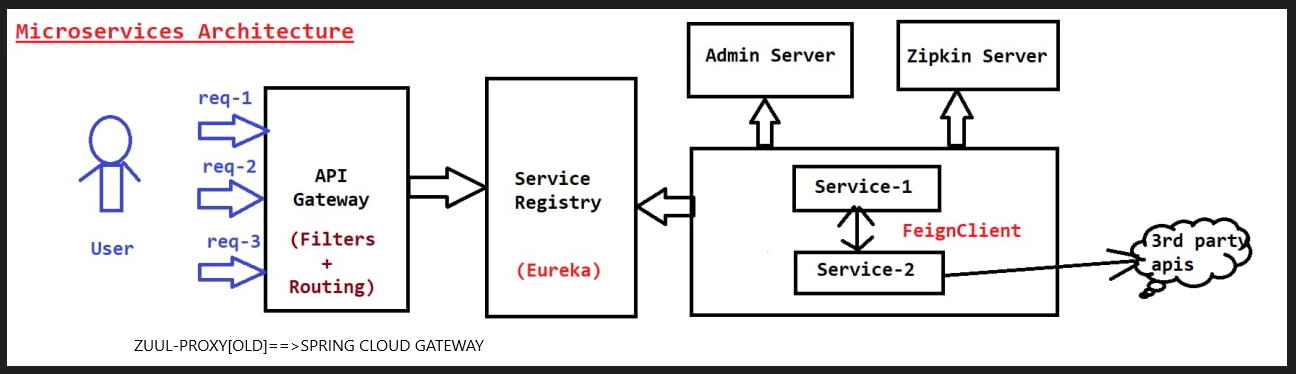 Microservices Architecture
User
req-1
req-2
req-3
API
Gateway
(Filters
+
Routing)
Service
Registry
(Eureka)
Admin Server
Zipkin Server
Service-1
FeignClient
Service-2
3rd party
apis
ZUUL-PROXY[OLD]==>SPRING CLOUD GATEWAY